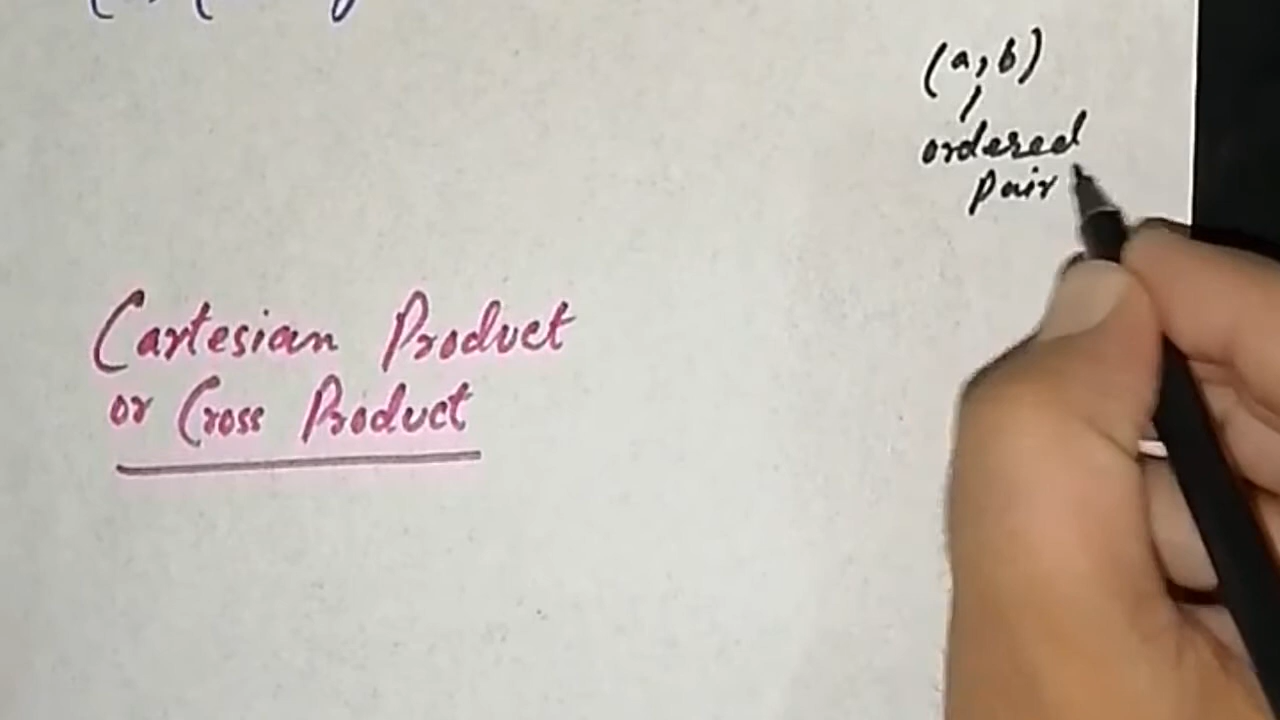 (a, b)
ordered
pair
Cartesian Product
or Cross Product